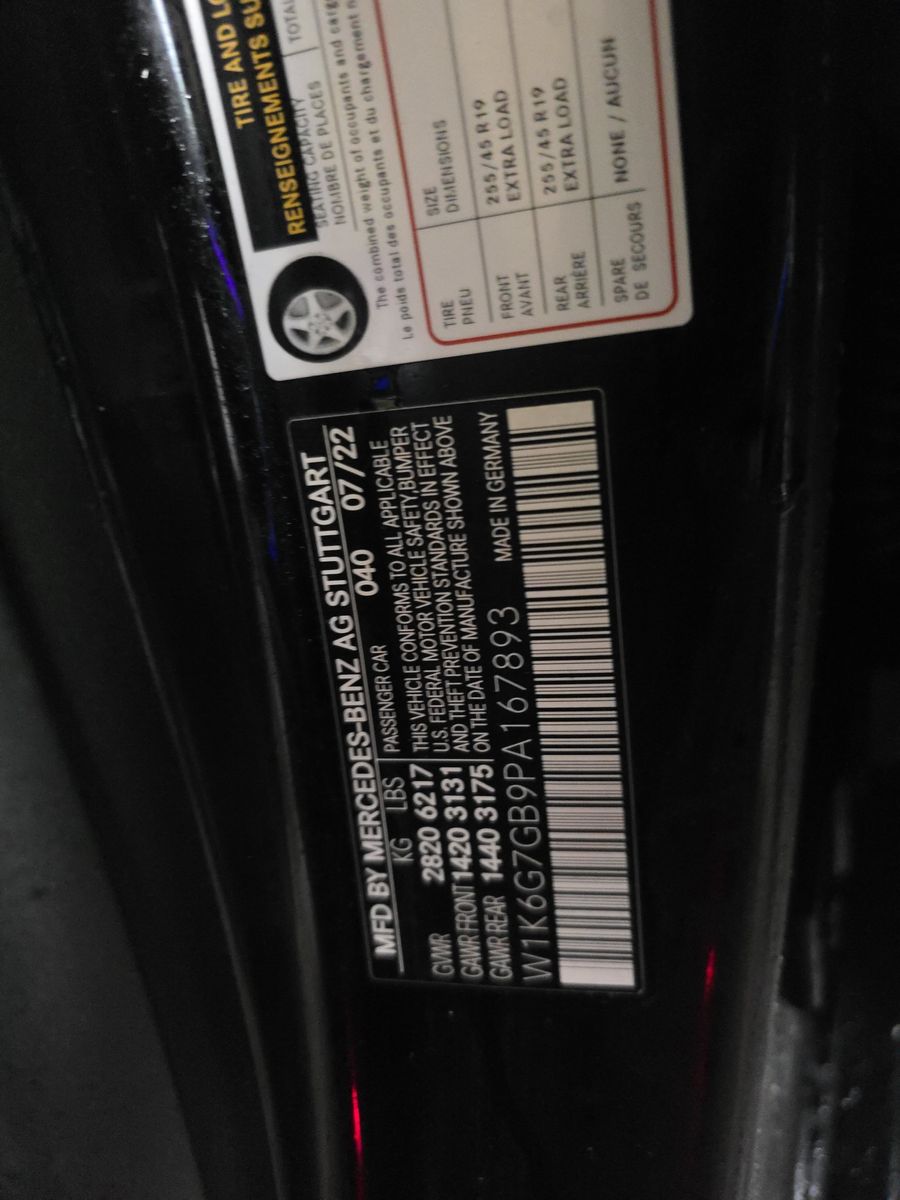 MFD BY MERCEDES-BENZ AG STUTTGART
KG LBS 040 07/22
PASSENGER CAR
GVWR 2820 6217
GAWR FRONT 1420 3131
GAWR REAR 1440 3175
THIS VEHICLE CONFORMS TO ALL APPLICABLE
U.S. FEDERAL MOTOR VEHICLE SAFETY, BUMPER
AND THEFT PREVENTION STANDARDS IN EFFECT
ON THE DATE OF MANUFACTURE SHOWN ABOVE
W1K6G7GB9PA167893 MADE IN GERMANY
TIRE AND
RENSEIGNEMENTS
SEATING CAPACITY
NOMBRE DE PLACES
TOTAL
The combined weight of occupants and
Le poids total des occupants et du chargement
TIRE SIZE
PNEU DIMENSIONS
FRONT 255/45 R19
AVANT EXTRA LOAD
REAR 255/45 R19
ARRIÈRE EXTRA LOAD
SPARE NONE / AUCUN
DE SECOURS